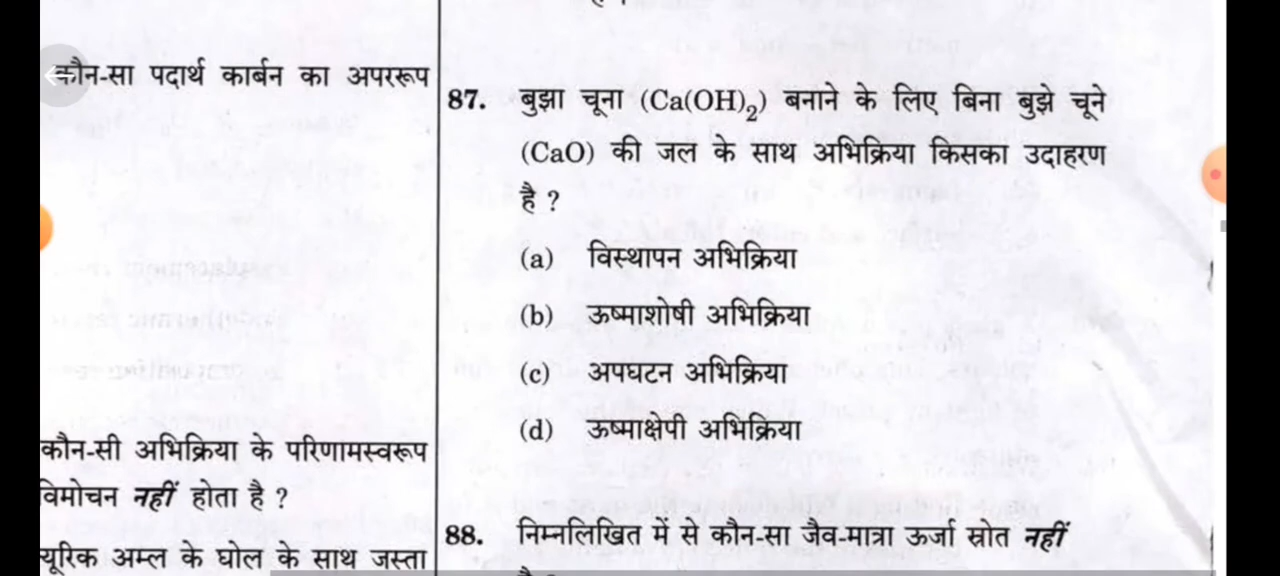 कौन-सा पदार्थ कार्बन का अपररूप
कौन-सी अभिक्रिया के परिणामस्वरूप
विमोचन नहीं होता है ?
यूरिक अम्ल के घोल के साथ जस्ता
87. बुझा चूना (Ca(OH)₂) बनाने के लिए बिना बुझे चूने
(CaO) की जल के साथ अभिक्रिया किसका उदाहरण
है ?
(a) विस्थापन अभिक्रिया
(b) ऊष्माशोषी अभिक्रिया
(c) अपघटन अभिक्रिया
(d) ऊष्माक्षेपी अभिक्रिया
88. निम्नलिखित में से कौन-सा जैव-मात्रा ऊर्जा स्रोत नहीं